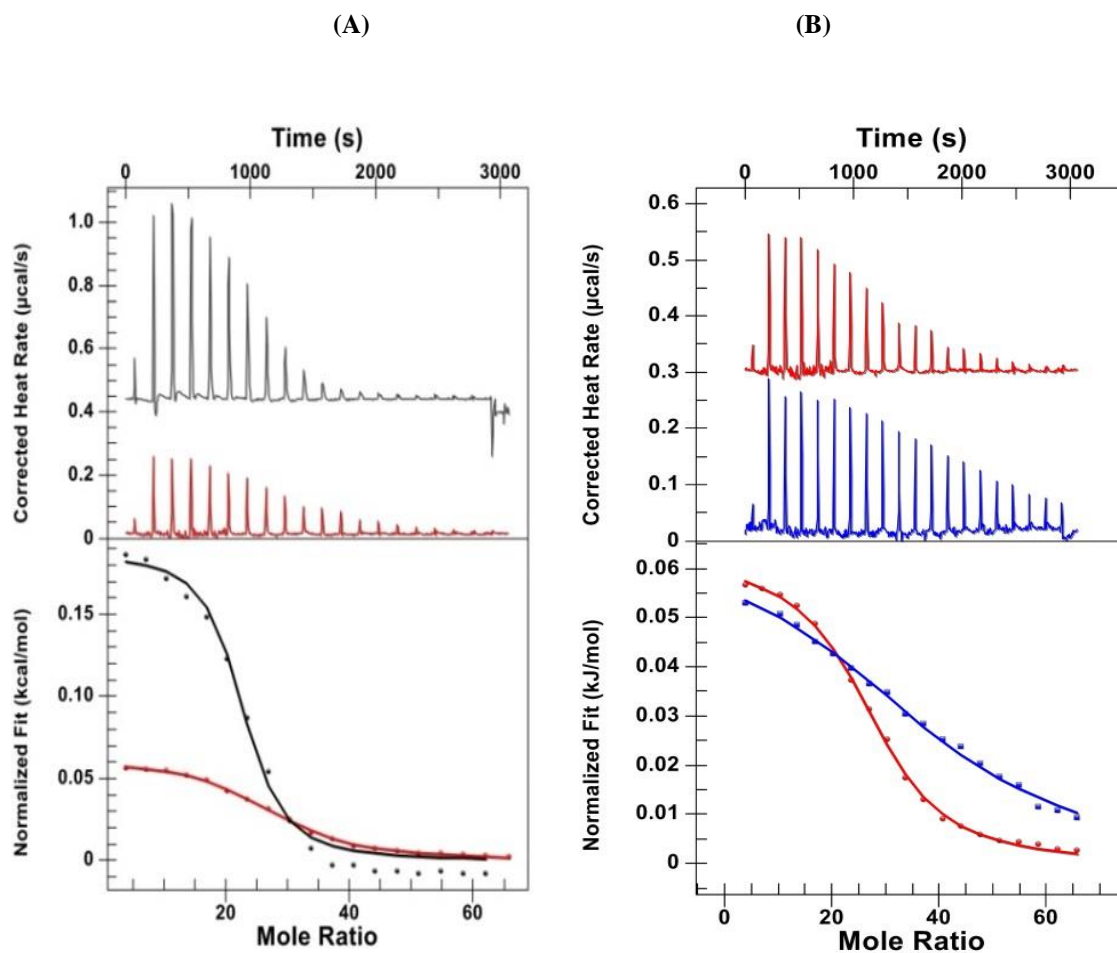 (A)
Time (s)
0 1000 2000 3000
Corrected Heat Rate (µcal/s)
1.0
0.8
0.6
0.4
0.2
0
Normalized Fit (kcal/mol)
0.15
0.10
0.05
0
20 40 60
Mole Ratio
(B)
Time (s)
0 1000 2000 3000
Corrected Heat Rate (µcal/s)
0.6
0.5
0.4
0.3
0.2
0.1
0
Normalized Fit (kJ/mol)
0.06
0.05
0.04
0.03
0.02
0.01
0
0 20 40 60
Mole Ratio